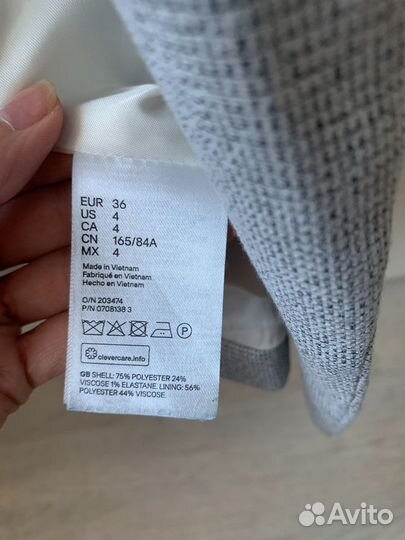 EUR 36
US 4
CA 4
CN 165/84A
MX 4
Made in Vietnam
Fabriqué en Vietnam
Hecho en Vietnam
O/N 203474
P/N 0708138 3
P
clevercare.info
GB SHELL: 75% POLYESTER 24%
VISCOSE 1% ELASTANE. LINING: 56%
POLYESTER 44% VISCOSE.
Avito